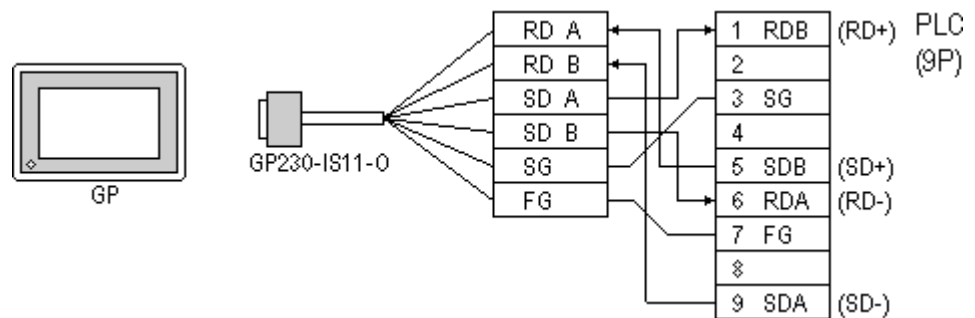 GP
GP230-IS11-O
RD A
RD B
SD A
SD B
SG
FG
1 RDB (RD+)
2
3 SG
4
5 SDB (SD+)
6 RDA (RD-)
7 FG
8
9 SDA (SD-)
PLC
(9P)